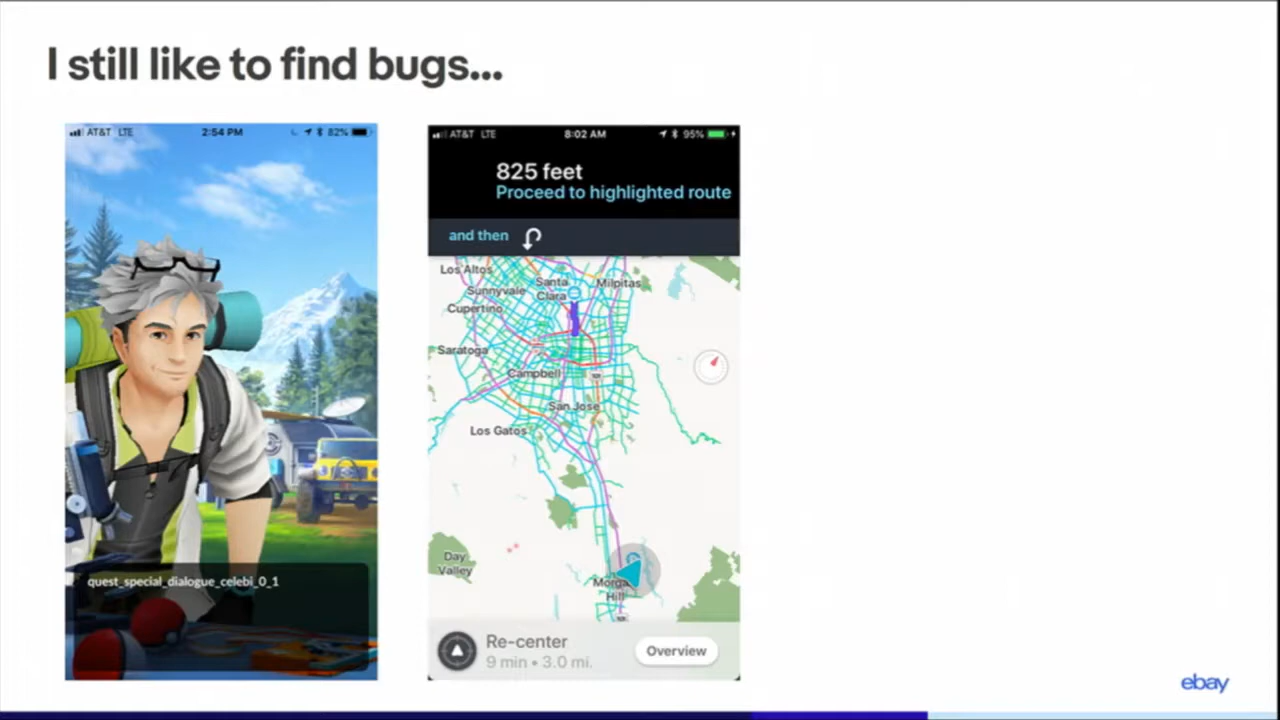 I still like to find bugs...
AT&T LTE 2:54 PM 82%
quest_special_dialogue_celebi_0_1
AT&T LTE 8:02 AM 95%
825 feet
Proceed to highlighted route
and then
Los Altos
Santa
Clara
Milpitas
Sunnyvale
Cupertino
Saratoga
Campbell
San Jose
Los Gatos
Day
Valley
Morga
Hill
Re-center
9 min • 3.0 mi.
Overview
ebay